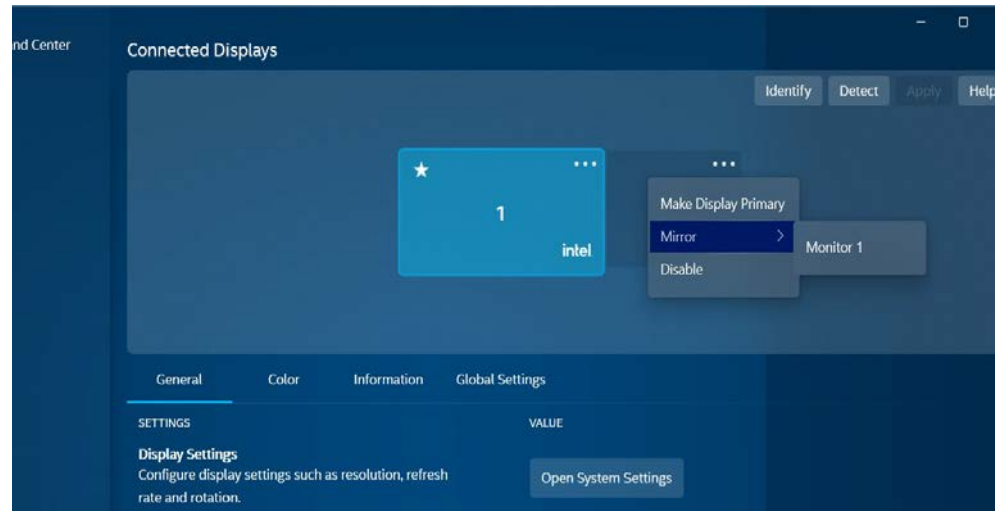 nd Center
Connected Displays
Identify Detect Apply Help
1
intel
Make Display Primary
Mirror
Monitor 1
Disable
General Color Information Global Settings
SETTINGS VALUE
Display Settings
Configure display settings such as resolution, refresh
rate and rotation.
Open System Settings